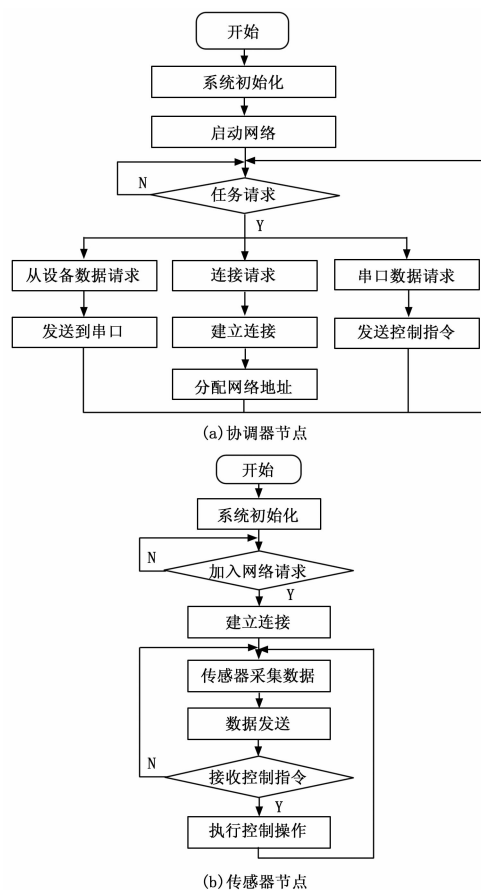 开始
系统初始化
启动网络
任务请求
N
Y
从设备数据请求
连接请求
串口数据请求
发送到串口
建立连接
发送控制指令
分配网络地址
(a)协调器节点
开始
系统初始化
N
加入网络请求
Y
建立连接
传感器采集数据
数据发送
N
接收控制指令
Y
执行控制操作
(b)传感器节点